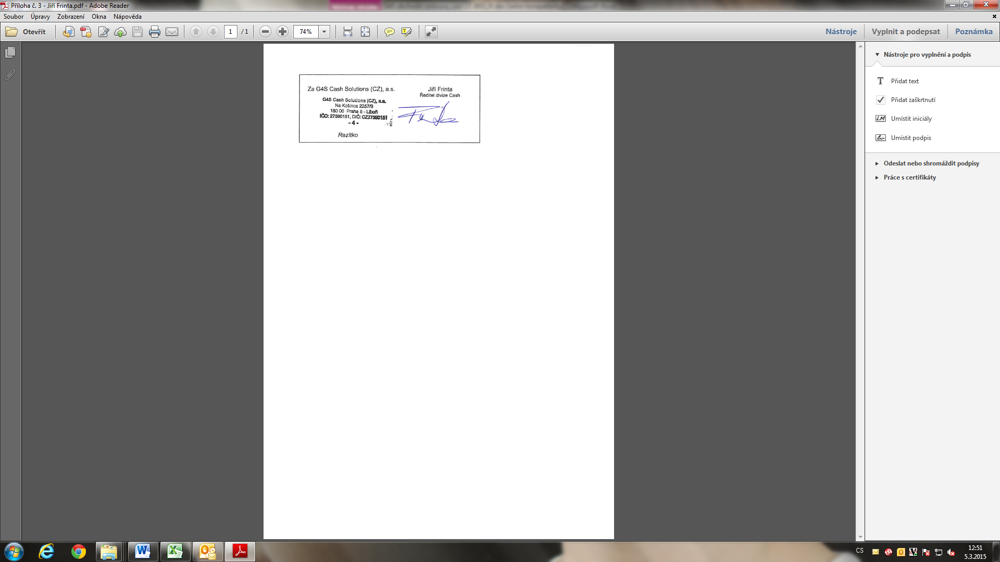 Příloha č. 3 - Jiří Frinta.pdf - Adobe Reader
Soubor Úpravy Zobrazení Okna Nápověda
Otevřít
1 / 1
74%
Nástroje
Vyplnit a podepsat
Poznámka
Za G4S Cash Solutions (CZ), a.s.
G4S Cash Solutions (CZ), a.s.
Na Košince 2257/9
180 00 Praha 8 - Libeň
IČO: 27590151, DIČ: CZ27590151
- 4 -
Razítko
Jiří Frinta
Ředitel divize Cash
Nástroje pro vyplnění a podpis
T Přidat text
Přidat zaškrtnutí
LM Umístit iniciály
Umístit podpis
Odeslat nebo shromáždit podpisy
Práce s certifikáty
CS
12:51
5.3.2015